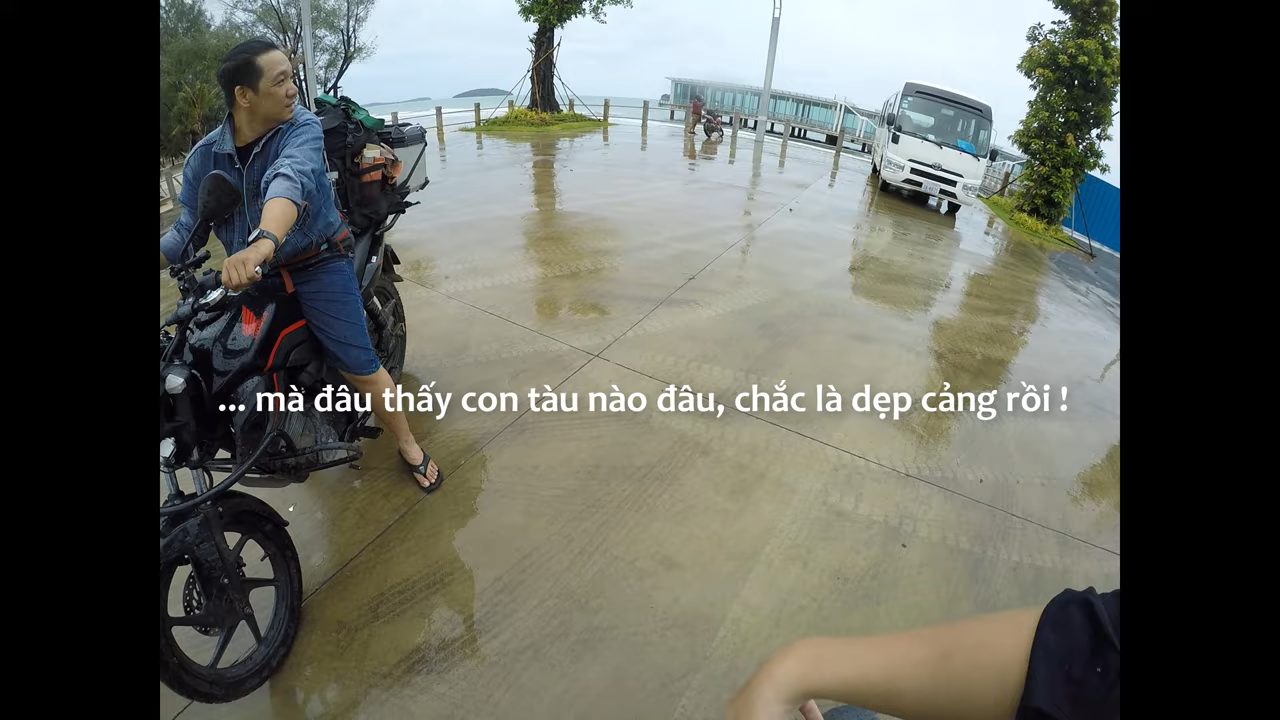 ... mà đâu thấy con tàu nào đâu, chắc là dẹp cảng rồi !